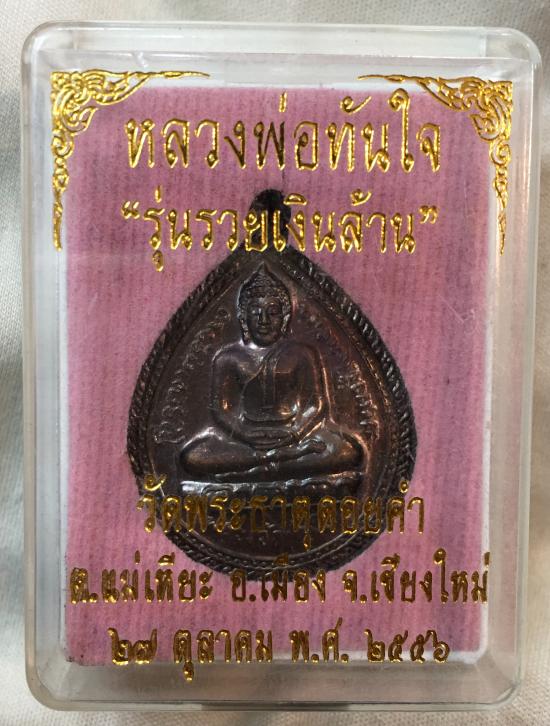 หลวงพ่อทันใจ
“รุ่นรวยเงินล้าน”
วัดพระธาตุดอยคำ
ต.แม่เหียะ อ.เมือง จ.เชียงใหม่
๒๗ ตุลาคม พ.ศ. ๒๕๕๖